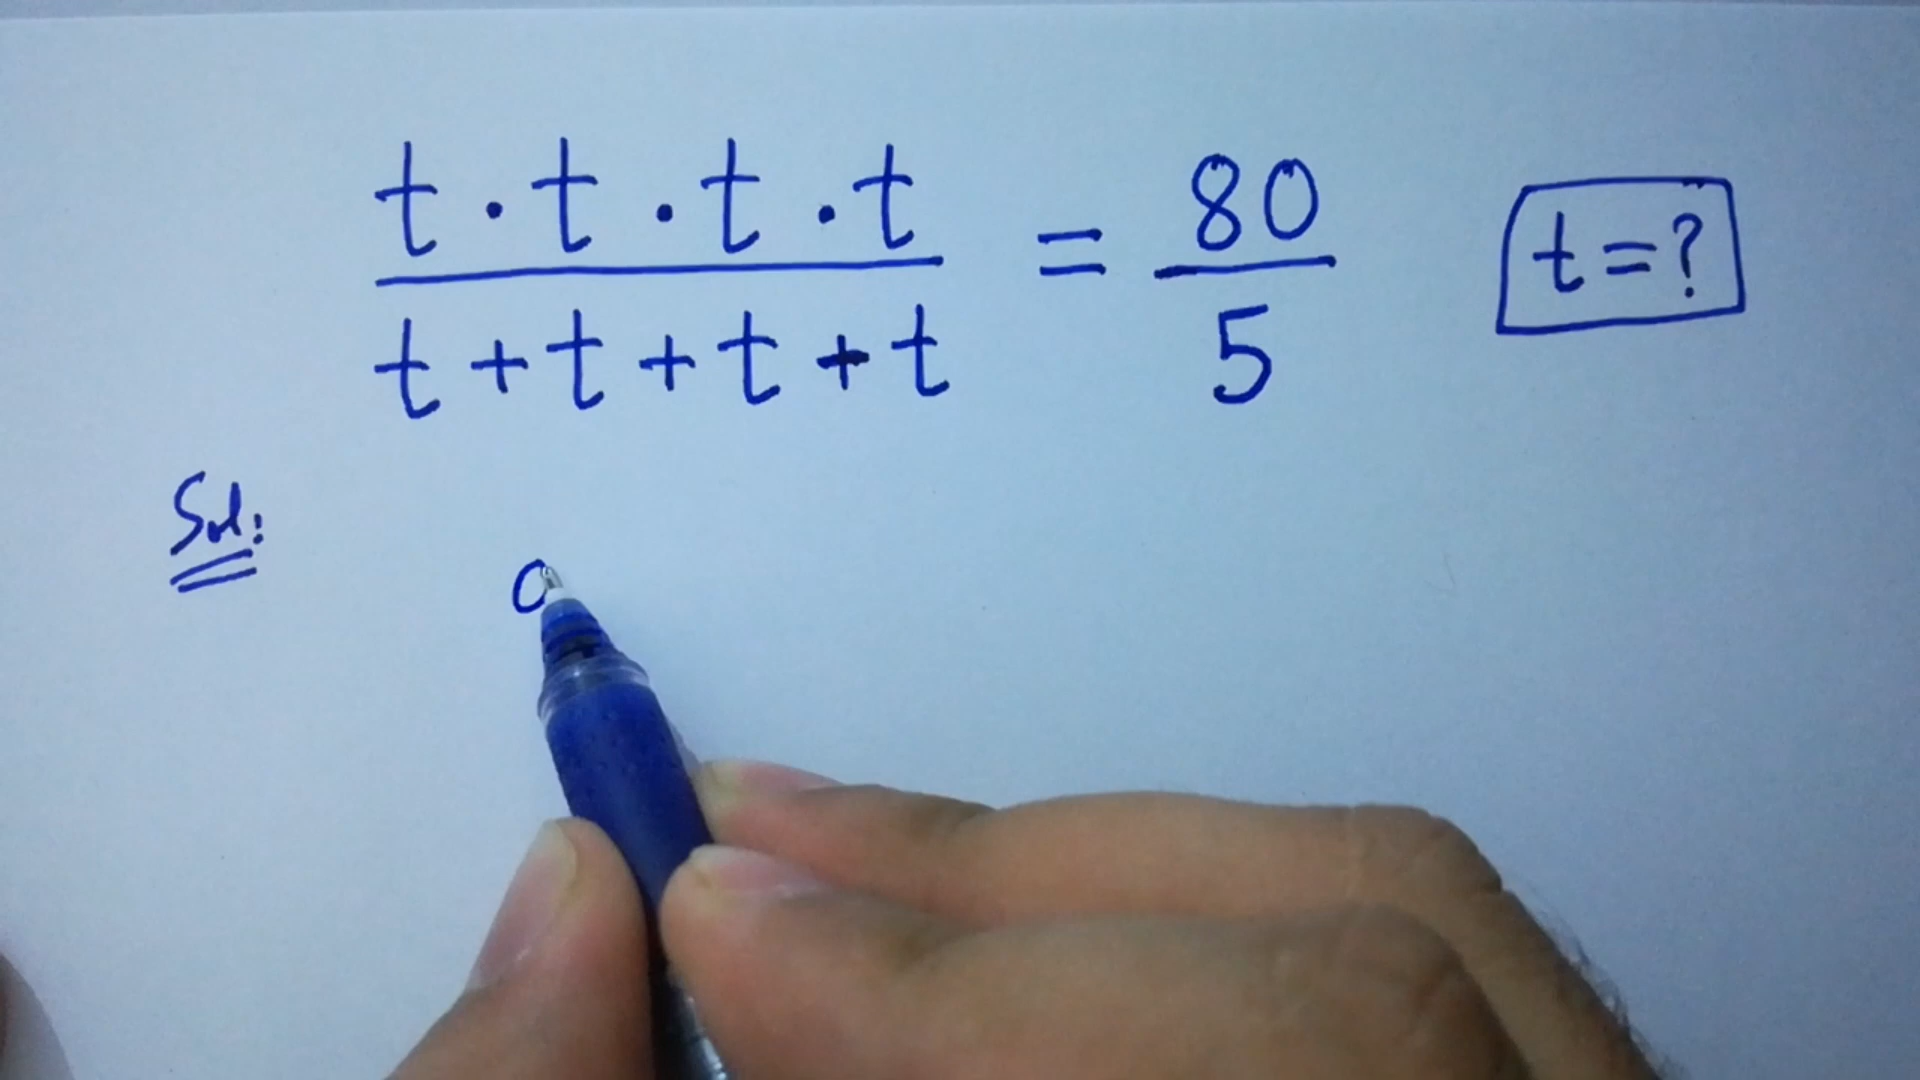 t · t · t · t
t + t + t + t
=
80
5
t = ?
Sol: